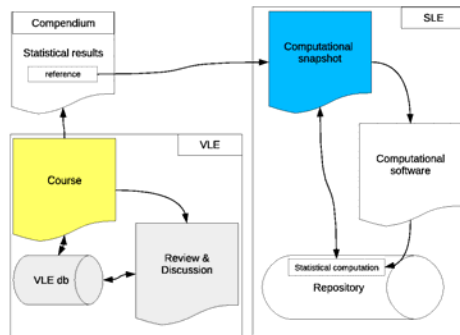 Compendium
Statistical results
reference
SLE
Computational
snapshot
Computational
software
Statistical computation
Repository
VLE
Course
Review &
Discussion
VLE db